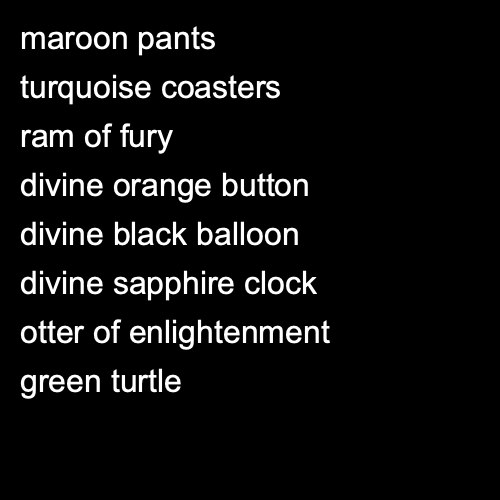 maroon pants
turquoise coasters
ram of fury
divine orange button
divine black balloon
divine sapphire clock
otter of enlightenment
green turtle